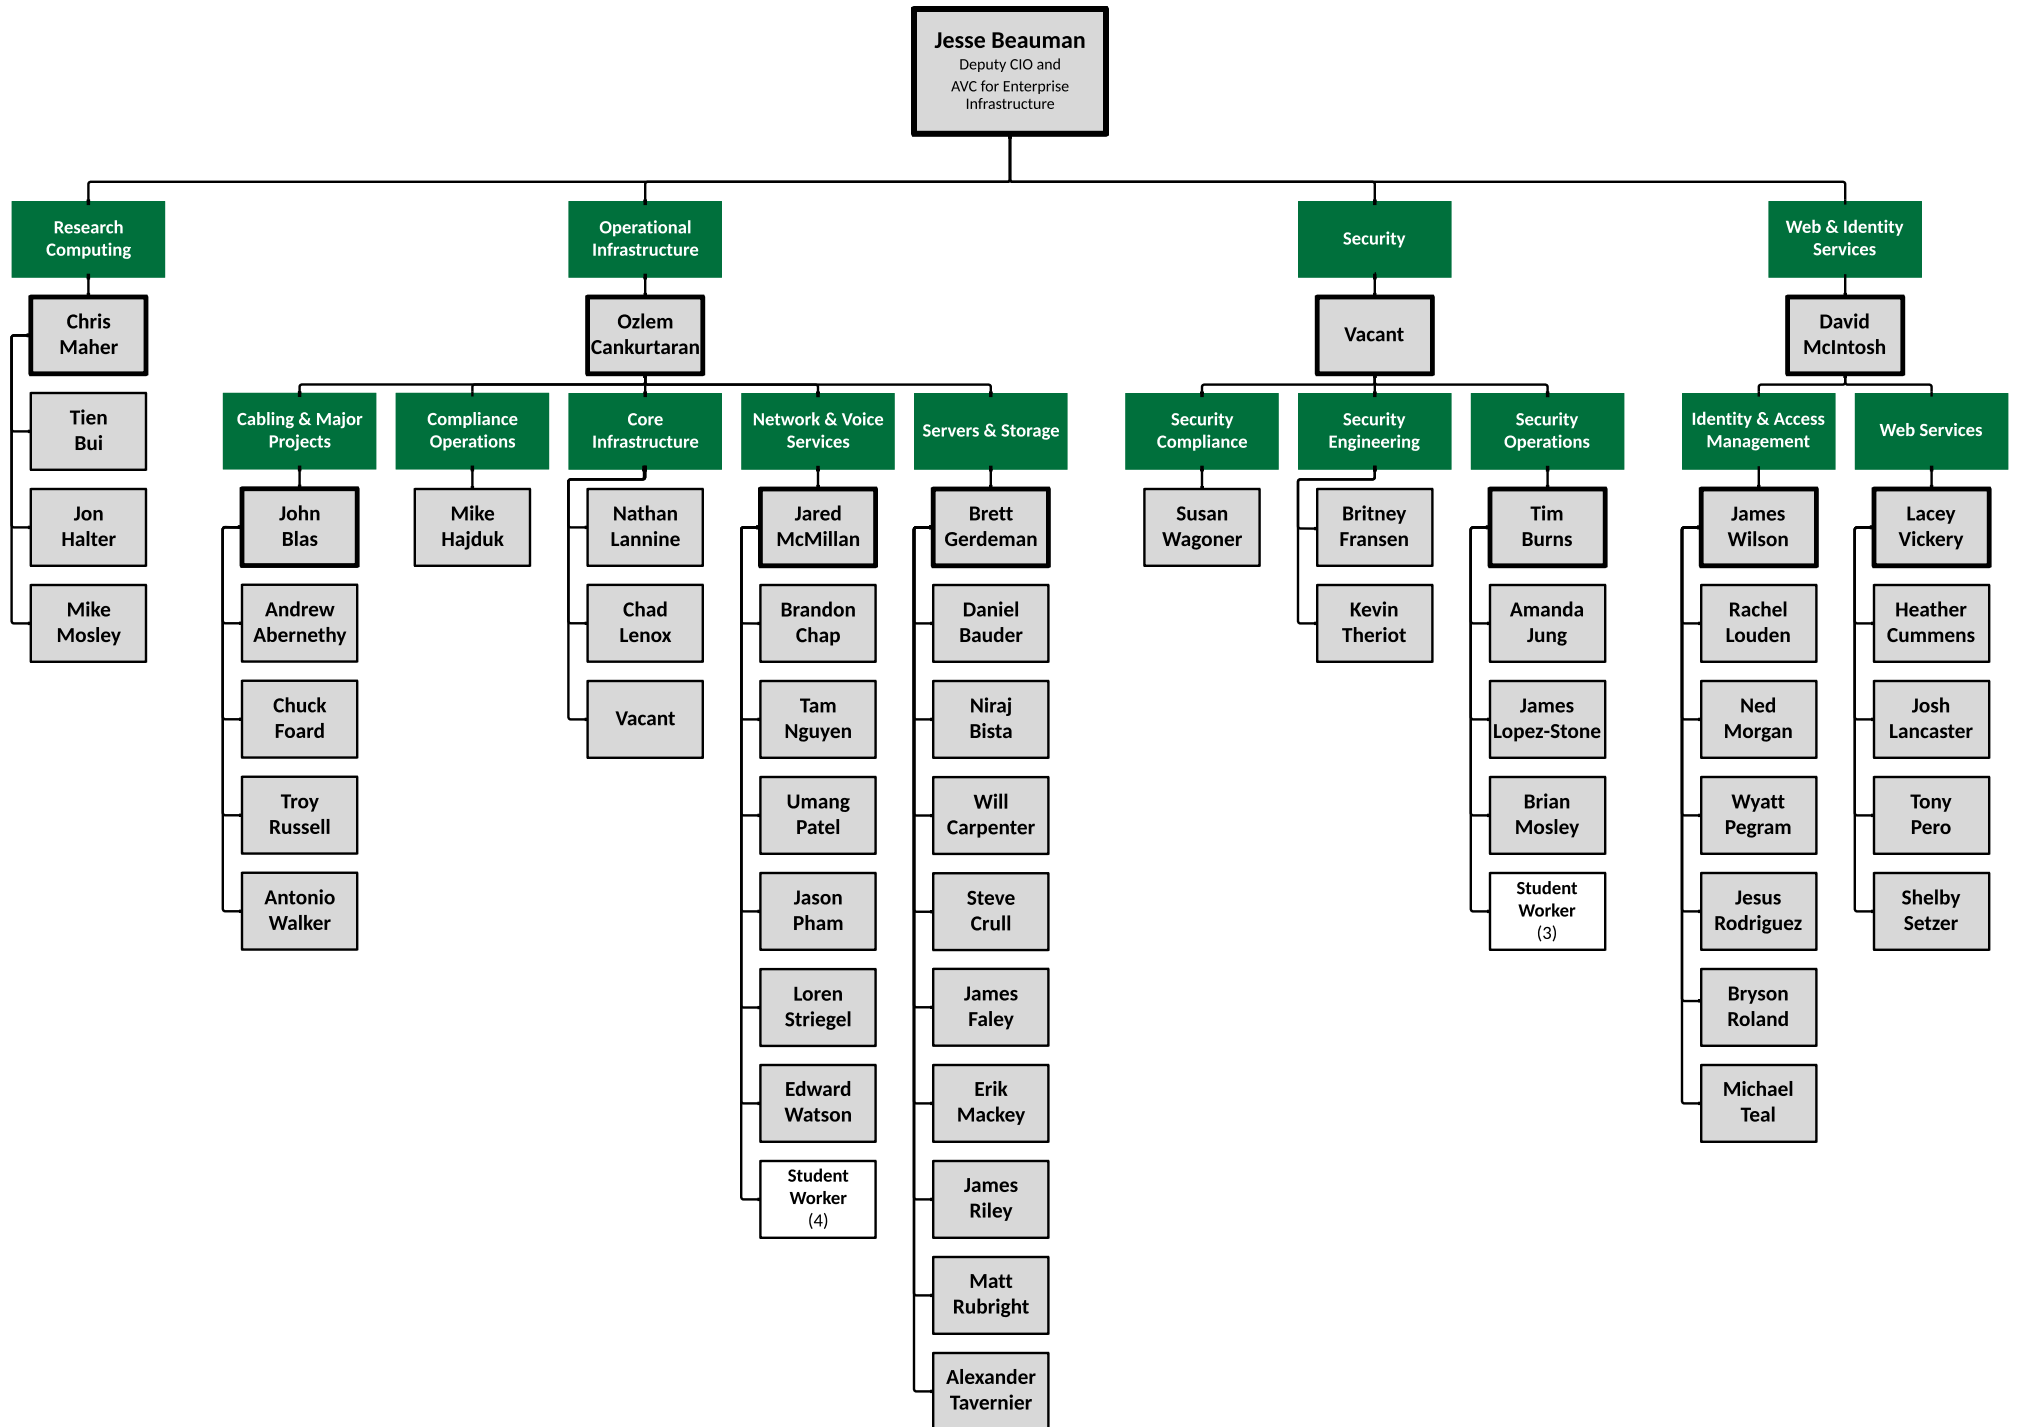 Jesse Beauman
Deputy CIO and
AVC for Enterprise
Infrastructure
Research
Computing
Chris
Maher
Tien
Bui
Jon
Halter
Mike
Mosley
Operational
Infrastructure
Ozlem
Cankurtaran
Cabling & Major
Projects
John
Blas
Andrew
Abernethy
Chuck
Foard
Troy
Russell
Antonio
Walker
Compliance
Operations
Mike
Hajduk
Core
Infrastructure
Nathan
Lannine
Chad
Lenox
Vacant
Network & Voice
Services
Jared
McMillan
Brandon
Chap
Tam
Nguyen
Umang
Patel
Jason
Pham
Loren
Striegel
Edward
Watson
Student
Worker
(4)
Servers & Storage
Brett
Gerdeman
Daniel
Bauder
Niraj
Bista
Will
Carpenter
Steve
Crull
James
Faley
Erik
Mackey
James
Riley
Matt
Rubright
Alexander
Tavernier
Security
Vacant
Security
Compliance
Susan
Wagoner
Security
Engineering
Britney
Fransen
Kevin
Theriot
Security
Operations
Tim
Burns
Amanda
Jung
James
Lopez-Stone
Brian
Mosley
Student
Worker
(3)
Web & Identity
Services
David
McIntosh
Identity & Access
Management
James
Wilson
Rachel
Louden
Ned
Morgan
Wyatt
Pegram
Jesus
Rodriguez
Bryson
Roland
Michael
Teal
Web Services
Lacey
Vickery
Heather
Cummens
Josh
Lancaster
Tony
Pero
Shelby
Setzer